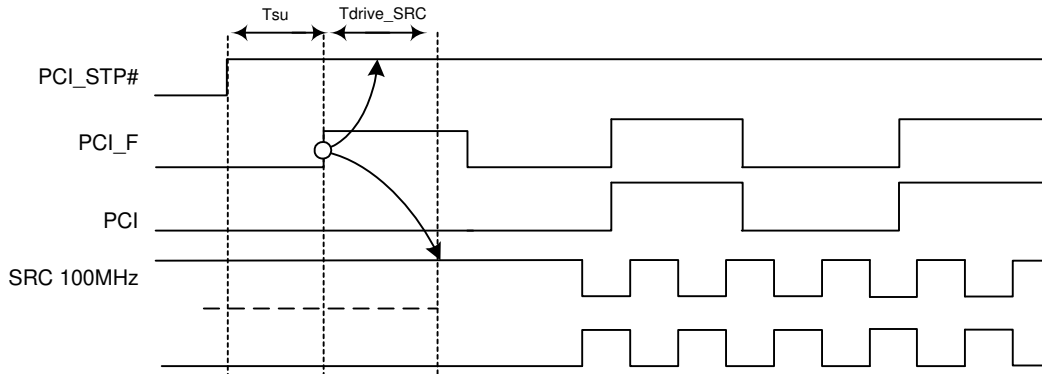 Tsu
Tdrive_SRC
PCI_STP#
PCI_F
PCI
SRC 100MHz